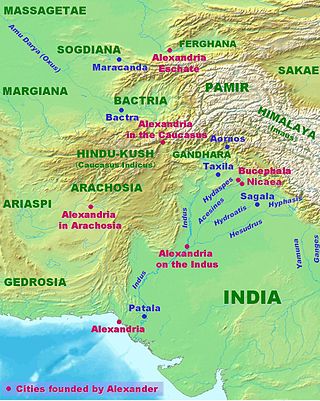 MASSAGETAE
Amu Darya (Oxus)
SOGDIANA
FERGHANA
Maracanda
Alexandria
Eschate
SAKAE
MARGIANA
PAMIR
BACTRIA
Bactra
HIMALAYA
(Imaus)
Alexandria
in the Caucasus
Aornos
HINDU-KUSH
(Caucasus Indicus)
GANDHARA
Taxila
Bucephala
Nicaea
ARACHOSIA
Hydaspes
Sagala
Hyphasis
ARIASPI
Alexandria
in Arachosia
Indus
Acesines
Hydroatis
Hesudrus
Yamuna
Ganges
Alexandria
on the Indus
GEDROSIA
Indus
INDIA
Patala
Alexandria
Cities founded by Alexander